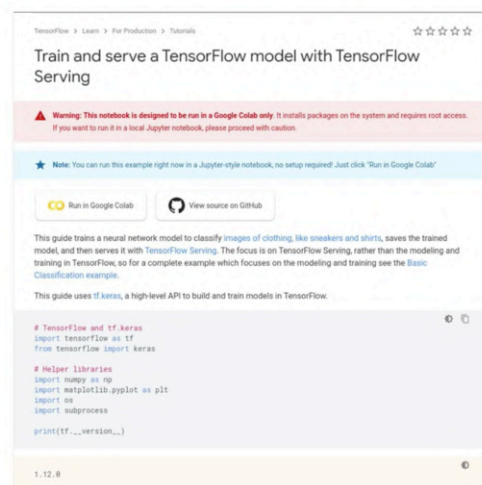 TensorFlow > Learn > For Production > Tutorials
Train and serve a TensorFlow model with TensorFlow
Serving
Warning: This notebook is designed to be run in a Google Colab only. It installs packages on the system and requires root access.
If you want to run it in a local Jupyter notebook, please proceed with caution.
Note: You can run this example right now in a Jupyter-style notebook, no setup required! Just click "Run in Google Colab"
Run in Google Colab
View source on GitHub
This guide trains a neural network model to classify images of clothing, like sneakers and shirts, saves the trained
model, and then serves it with TensorFlow Serving. The focus is on TensorFlow Serving, rather than the modeling and
training in TensorFlow, so for a complete example which focuses on the modeling and training see the Basic
Classification example.
This guide uses tf.keras, a high-level API to build and train models in TensorFlow.
# TensorFlow and tf.keras
import tensorflow as tf
from tensorflow import keras
# Helper libraries
import numpy as np
import matplotlib.pyplot as plt
import os
import subprocess
print(tf.__version__)
1.12.0